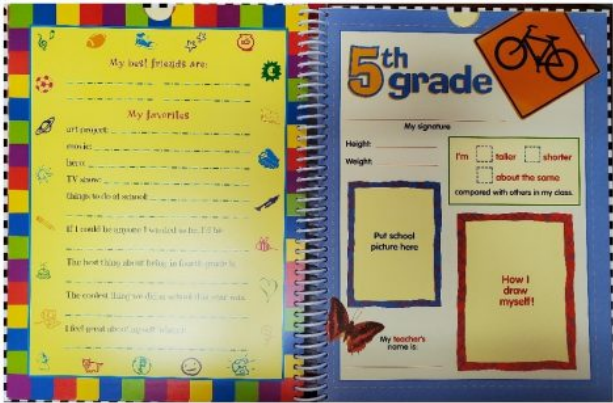 My best friends are:
My favorites
art project:
movie:
hero:
TV show:
things to do at school:
If I could be anyone I wanted to be, I'd be
The best thing about being in fourth grade is
The coolest thing we did in school this year was
I feel great about myself when
5th
grade
My signature
Height:
Weight:
I'm taller shorter
about the same
compared with others in my class.
Put school
picture here
How I
draw
myself!
My teacher's
name is: